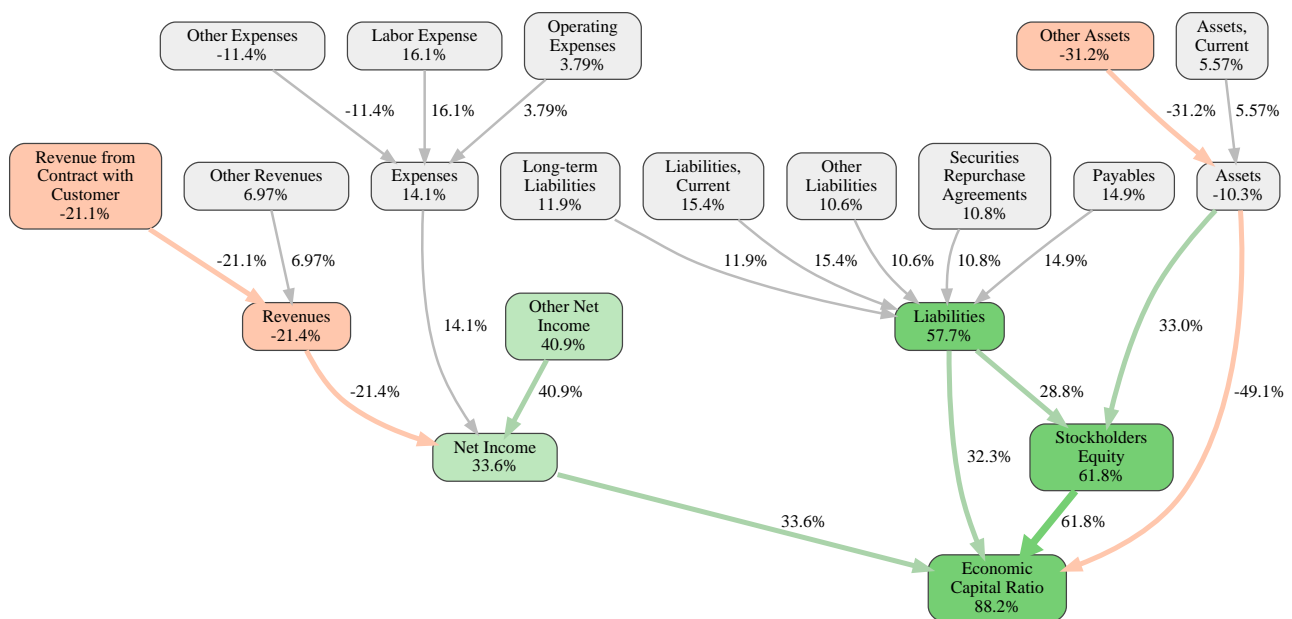 Other Expenses
-11.4%
Labor Expense
16.1%
Operating
Expenses
3.79%
Other Assets
-31.2%
Assets,
Current
5.57%
-11.4%
16.1%
3.79%
-31.2%
5.57%
Revenue from
Contract with
Customer
-21.1%
Other Revenues
6.97%
Expenses
14.1%
Long-term
Liabilities
11.9%
Liabilities,
Current
15.4%
Other
Liabilities
10.6%
Securities
Repurchase
Agreements
10.8%
Payables
14.9%
Assets
-10.3%
-21.1%
6.97%
11.9%
15.4%
10.6%
10.8%
14.9%
Revenues
-21.4%
14.1%
Other Net
Income
40.9%
Liabilities
57.7%
33.0%
-21.4%
40.9%
28.8%
-49.1%
Net Income
33.6%
32.3%
Stockholders
Equity
61.8%
33.6%
61.8%
Economic
Capital Ratio
88.2%